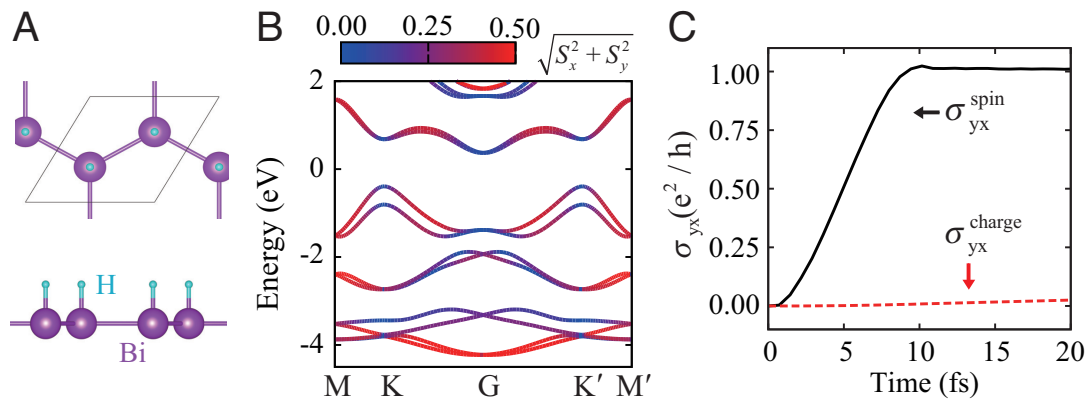 A
H
Bi
B
0.00 0.25 0.50
√(S_x^2 + S_y^2)
Energy (eV)
2
0
-2
-4
M K G K′ M′
C
σ_yx (e^2 / h)
1.00
0.75
0.50
0.25
0.00
σ_yx^spin
σ_yx^charge
0 5 10 15 20
Time (fs)